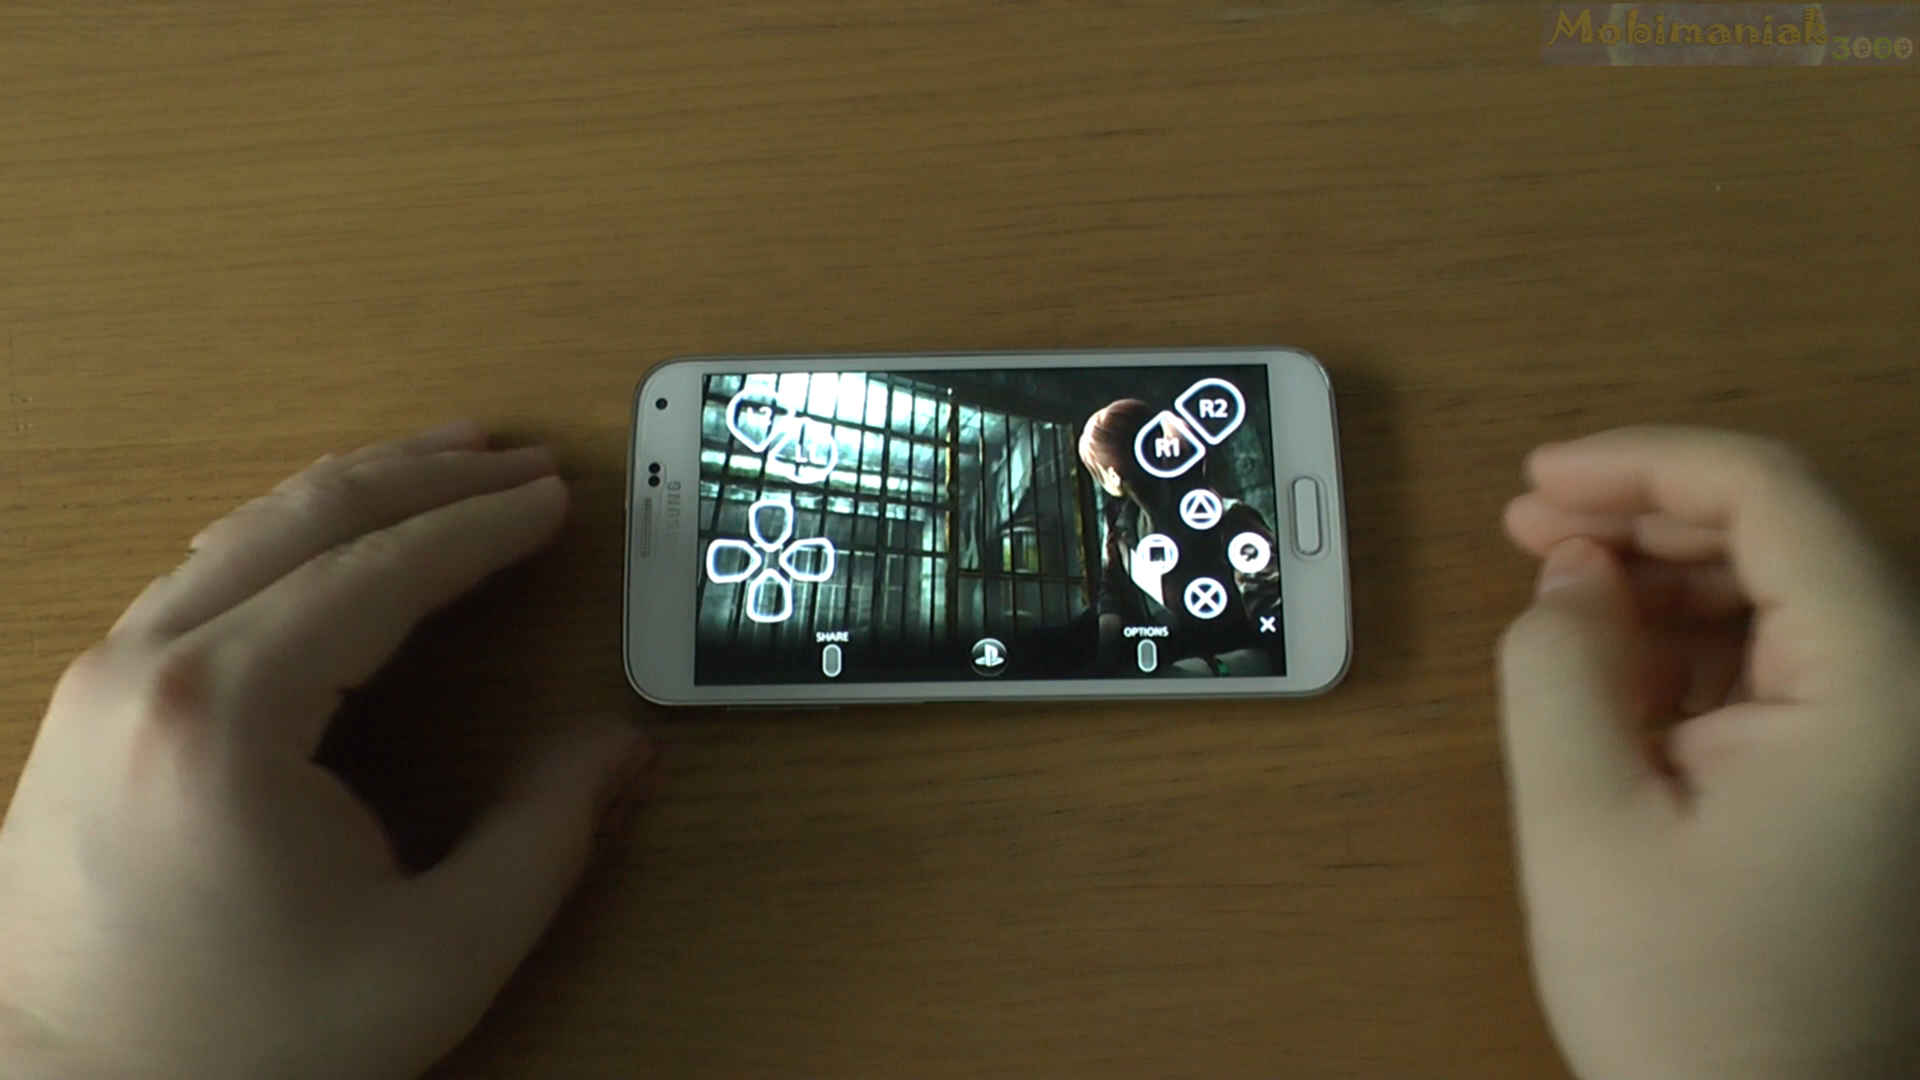 Mobimaniak 3000
L2
R2
L1
R1
SAMSUNG
SHARE
OPTIONS